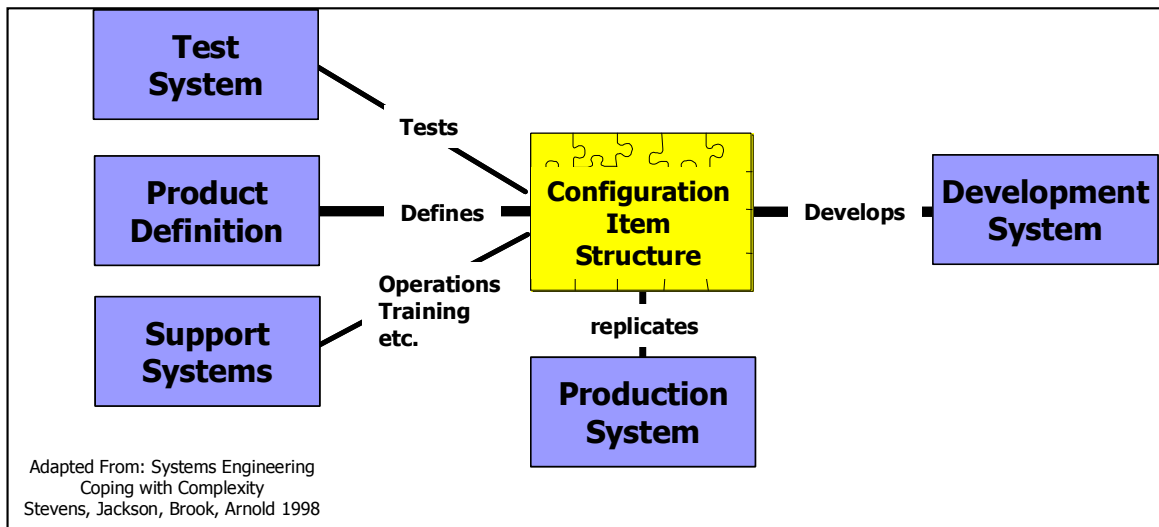 Test
System
Tests
Product
Definition
Defines
Configuration
Item
Structure
Develops
Development
System
Operations
Training
etc.
Support
Systems
replicates
Production
System
Adapted From: Systems Engineering
Coping with Complexity
Stevens, Jackson, Brook, Arnold 1998